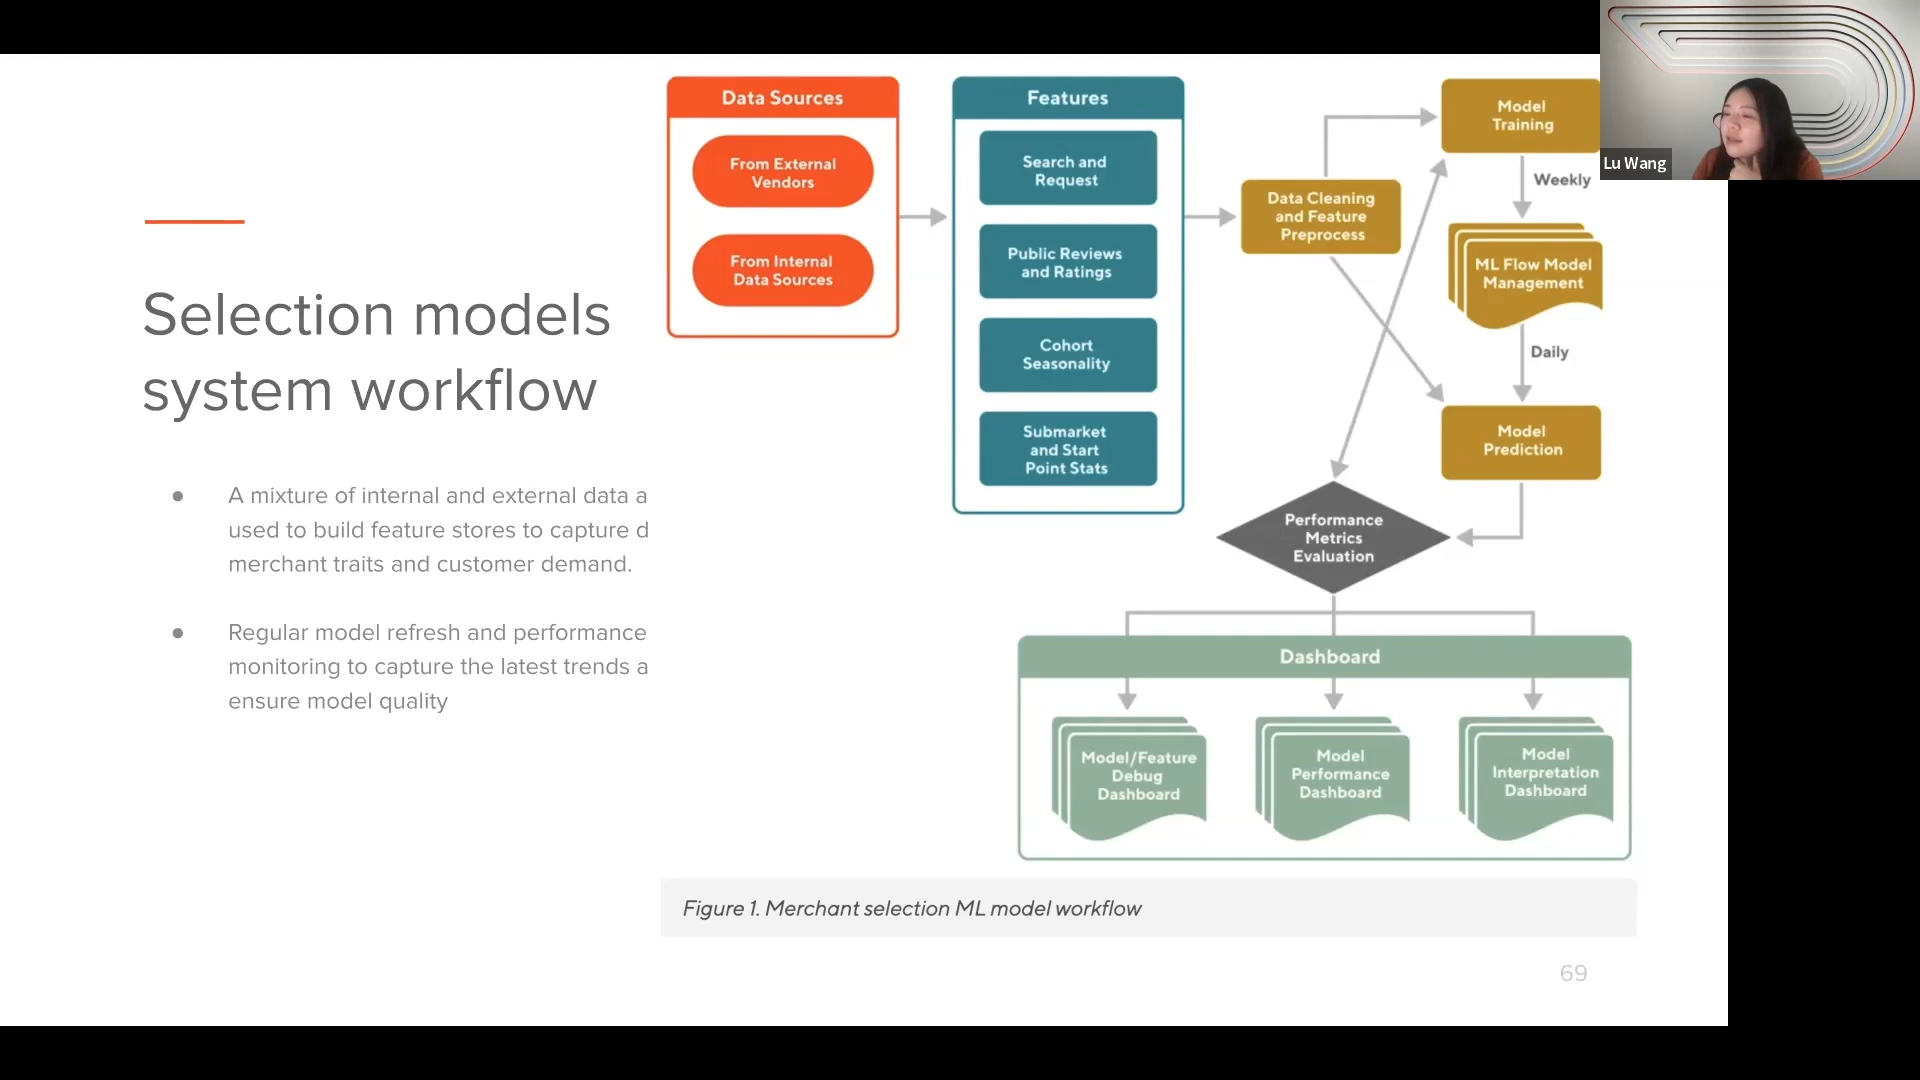 Selection models
system workflow
● A mixture of internal and external data a
used to build feature stores to capture d
merchant traits and customer demand.
● Regular model refresh and performance
monitoring to capture the latest trends a
ensure model quality
Data Sources
From External
Vendors
From Internal
Data Sources
Features
Search and
Request
Public Reviews
and Ratings
Cohort
Seasonality
Submarket
and Start
Point Stats
Data Cleaning
and Feature
Preprocess
Model
Training
Weekly
ML Flow Model
Management
Daily
Model
Prediction
Performance
Metrics
Evaluation
Dashboard
Model/Feature
Debug
Dashboard
Model
Performance
Dashboard
Model
Interpretation
Dashboard
Figure 1. Merchant selection ML model workflow
69
Lu Wang